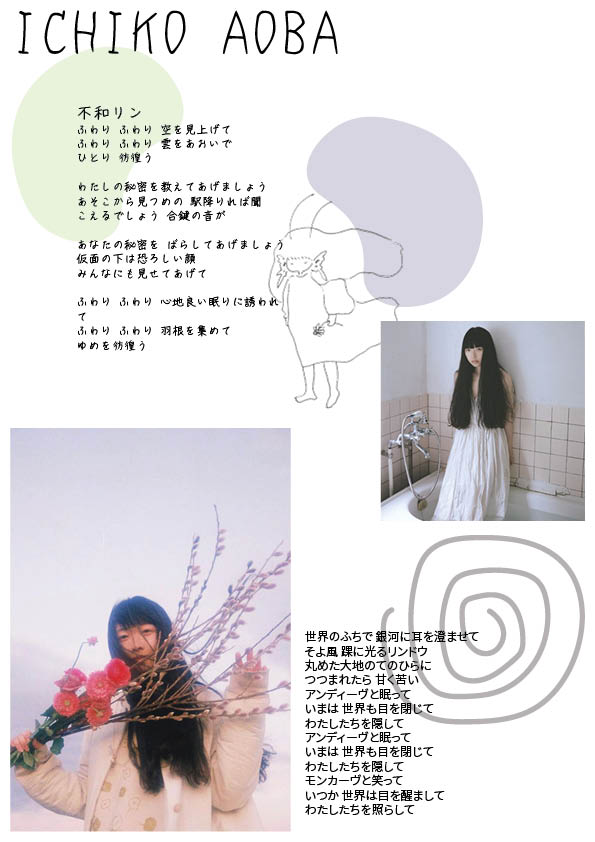 ICHIKO AOBA
不和リン
ふわり ふわり 空を見上げて
ふわり ふわり 雲をあおいで
ひとり 彷徨う
わたしの秘密を教えてあげましょう
あそこから見つめの 駅降りれば聞
こえるでしょう 合鍵の音が
あなたの秘密を ばらしてあげましょう
仮面の下は恐ろしい顔
みんなにも見せてあげて
ふわり ふわり 心地良い眠りに誘われ
て
ふわり ふわり 羽根を集めて
ゆめを彷徨う
世界のふちで 銀河に耳を澄ませて
そよ風 踝に光るリンドウ
丸めた大地のてのひらに
つつまれたら 甘く苦い
アンディーヴと眠って
いまは 世界も目を閉じて
わたしたちを隠して
アンディーヴと眠って
いまは 世界も目を閉じて
わたしたちを隠して
モンカーヴと笑って
いつか 世界は目を醒まして
わたしたちを照らして